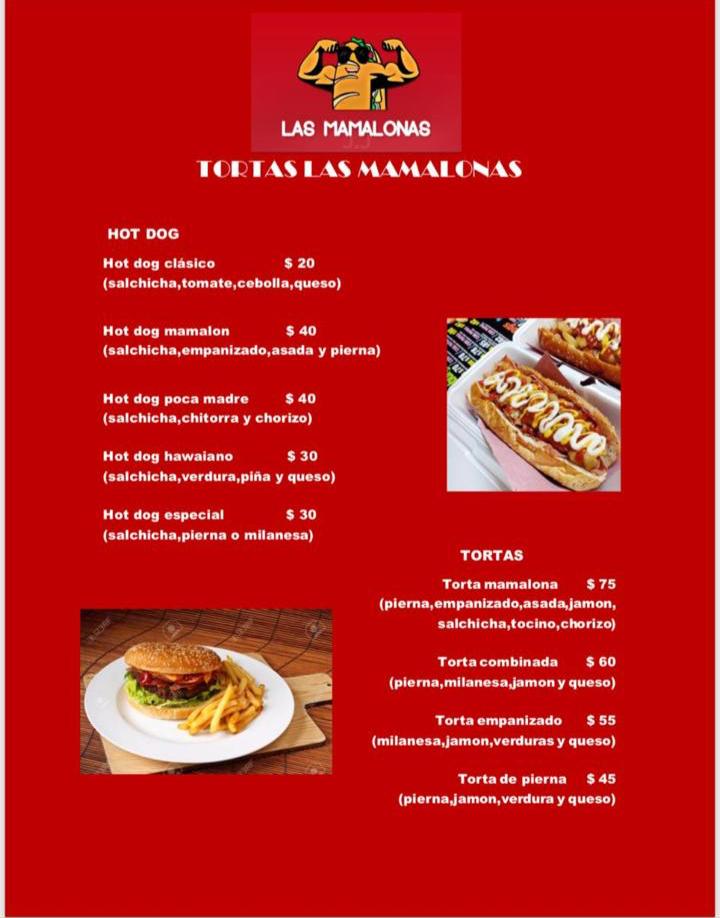 LAS MAMALONAS
TORTAS LAS MAMALONAS
HOT DOG
Hot dog clásico $ 20
(salchicha,tomate,cebolla,queso)
Hot dog mamalon $ 40
(salchicha,empanizado,asada y pierna)
Hot dog poca madre $ 40
(salchicha,chitorra y chorizo)
Hot dog hawaiano $ 30
(salchicha,verdura,piña y queso)
Hot dog especial $ 30
(salchicha,pierna o milanesa)
TORTAS
Torta mamalona $ 75
(pierna,empanizado,asada,jamon,
salchicha,tocino,chorizo)
Torta combinada $ 60
(pierna,milanesa,jamon y queso)
Torta empanizado $ 55
(milanesa,jamon,verduras y queso)
Torta de pierna $ 45
(pierna,jamon,verdura y queso)